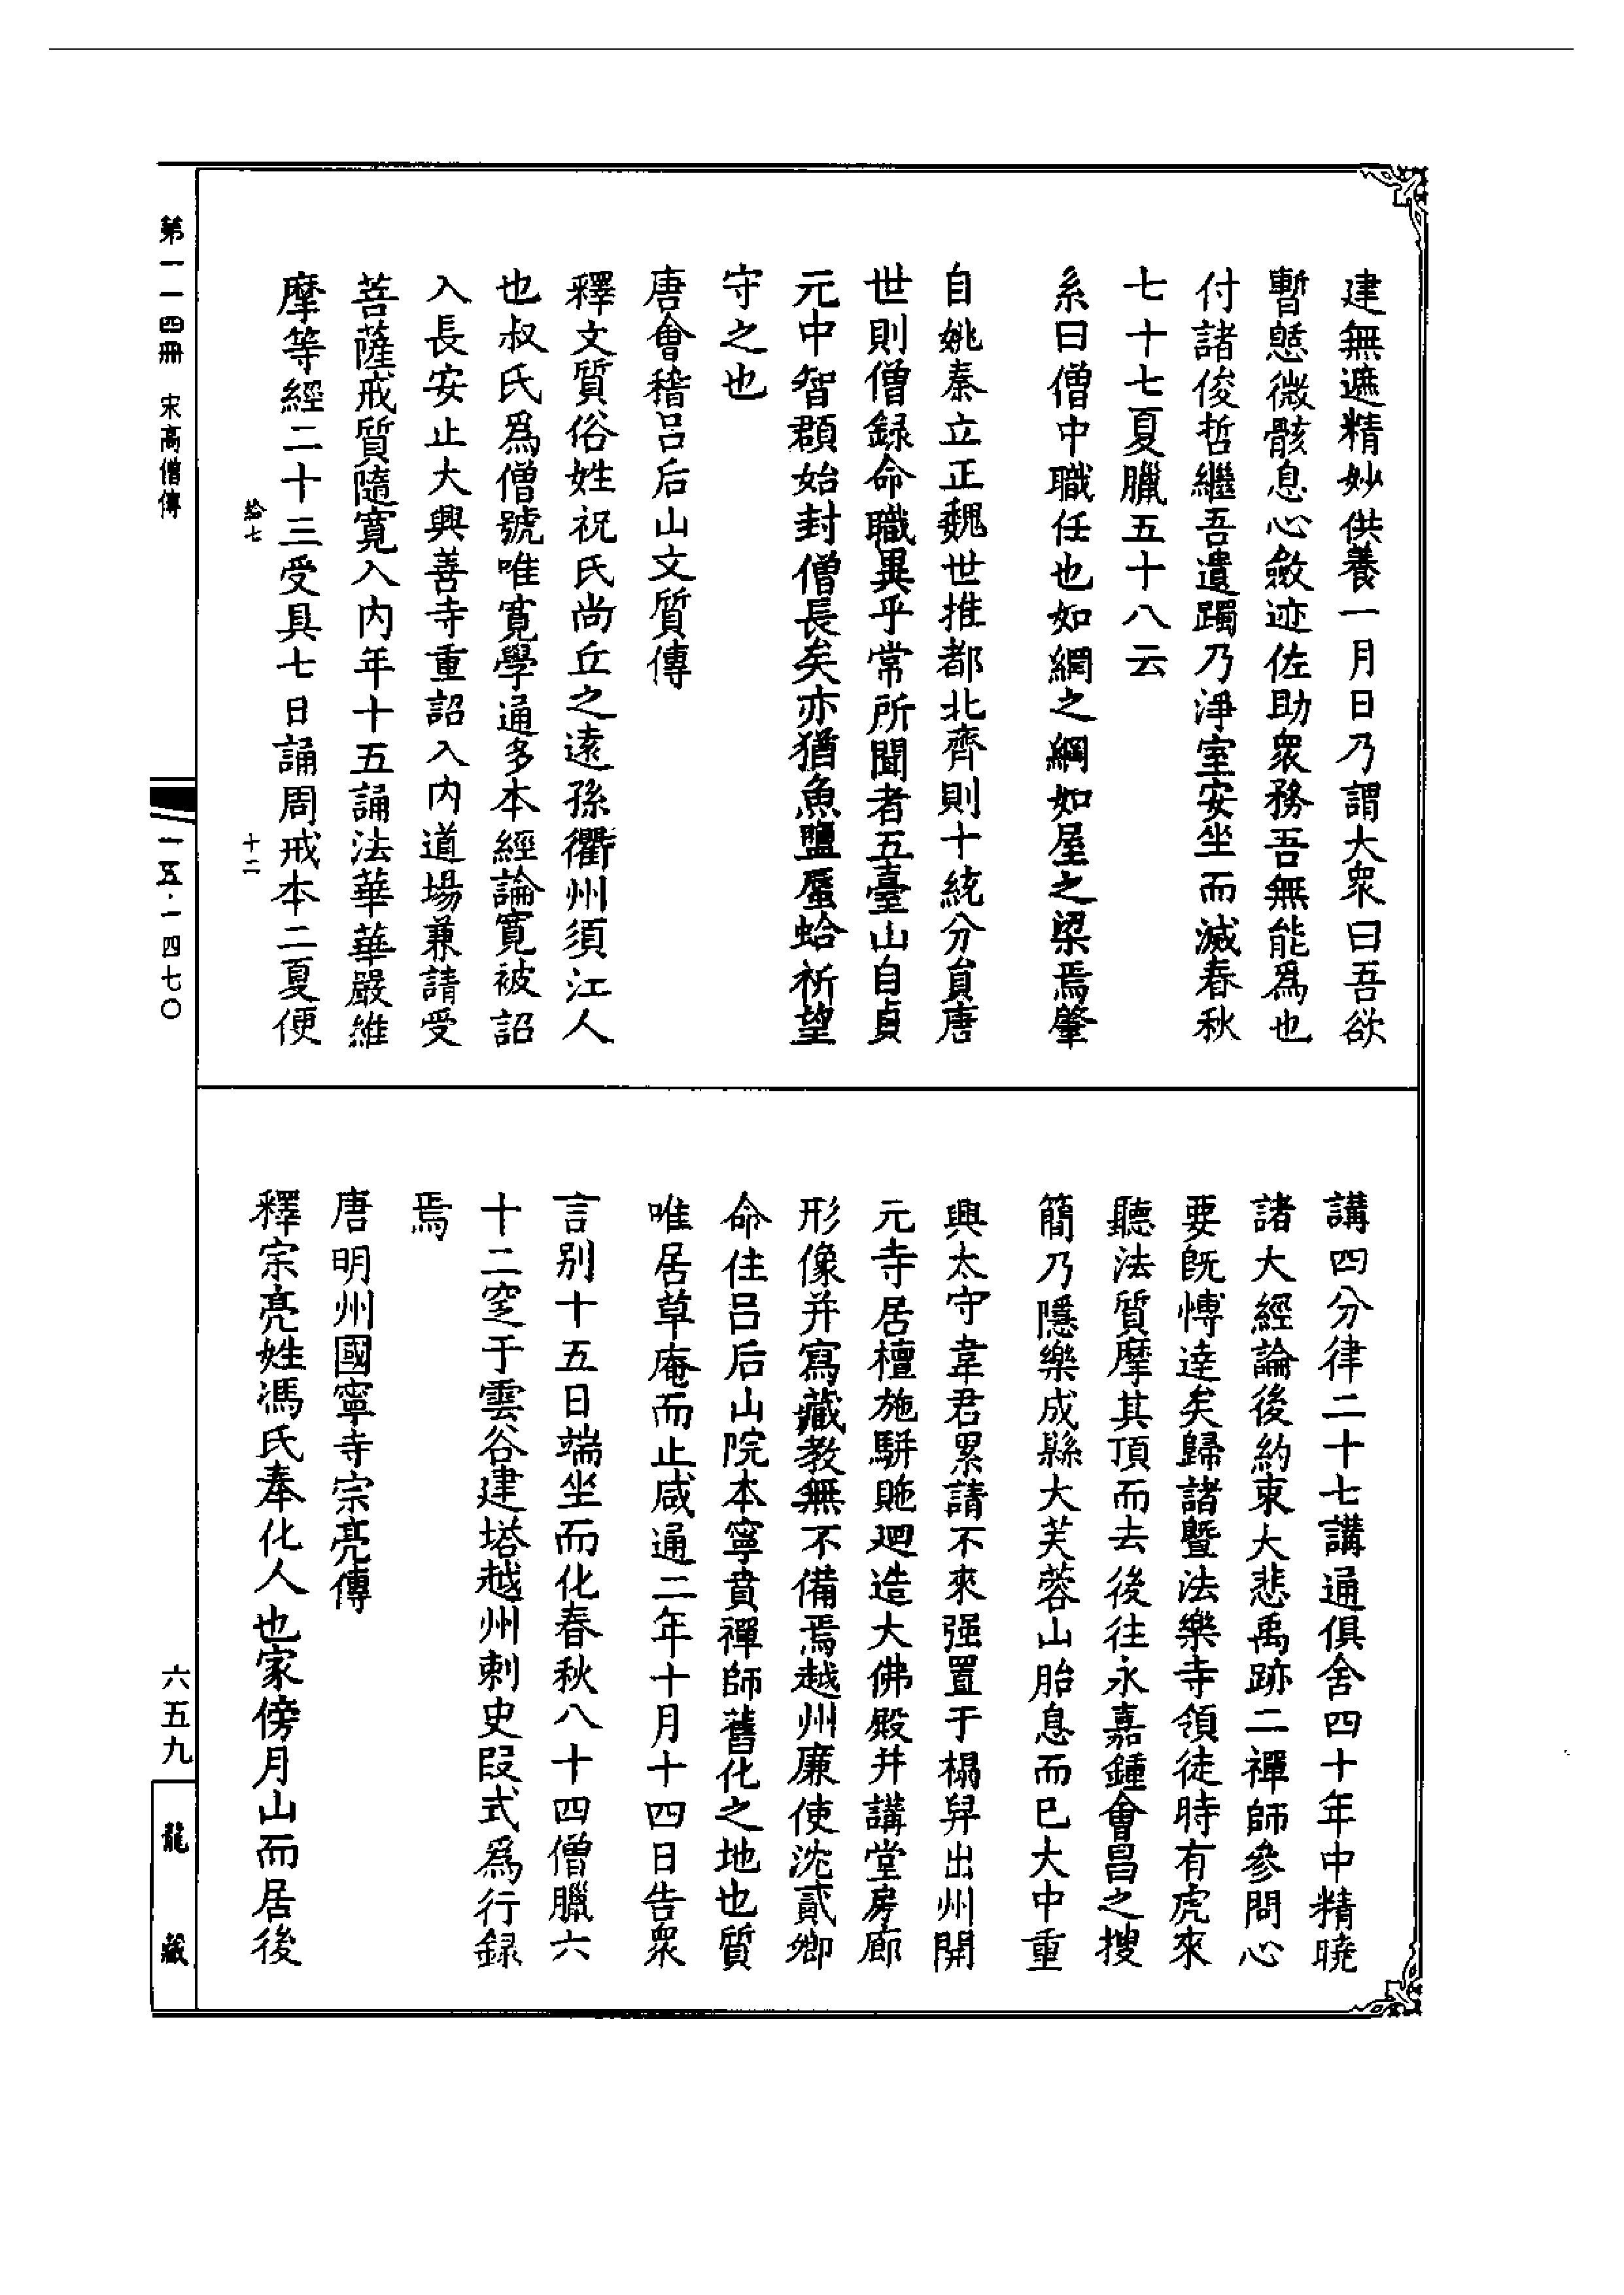 建無遮精妙供養一月日乃謂大衆曰吾欲
暫憇微骸息心斂迹佐助衆務吾無能爲也
付諸俊哲繼吾遺躅乃淨室安坐而滅春秋
七十七夏臘五十八云
系曰僧中職任也如網之綱如屋之梁焉肇
自姚秦立正魏世推都北齊則十統分員唐
世則僧録命職異乎常所聞者五臺山自貞
元中智頵始封僧長矣亦猶魚鹽蜃蛤祈望
守之也
唐會稽吕后山文質傳
釋文質俗姓祝氏尚丘之遠孫衢州須江人
也叔氏爲僧號唯寬學通多本經論寬被詔
入長安止大興善寺重詔入内道場兼請受
菩薩戒質隨寬入内年十五誦法華華嚴維
摩等經二十三受具七日誦周戒本二夏便
給七
十二
講四分律二十七講通俱舍四十年中精曉
諸大經論後約束大悲禹跡二禪師參問心
要既愽達矣歸諸暨法樂寺領徒時有虎來
聽法質摩其頂而去後往永嘉鍾會昌之搜
簡乃隱樂成縣大芙蓉山胎息而已大中重
興太守韋君累請不來强置于榻舁出州開
元寺居檀施駢貤迴造大佛殿并講堂房廊
形像并寫藏教無不備焉越州廉使沈貳卿
命住吕后山院本寧賁禪師舊化之地也質
唯居草庵而止咸通二年十月十四日告衆
言别十五日端坐而化春秋八十四僧臘六
十二窆于雲谷建塔越州刺史段式爲行録
焉
唐明州國寧寺宗亮傳
釋宗亮姓馮氏奉化人也家傍月山而居後
第一一四冊 宋高僧傳
一五·一四七〇
六五九
龍藏